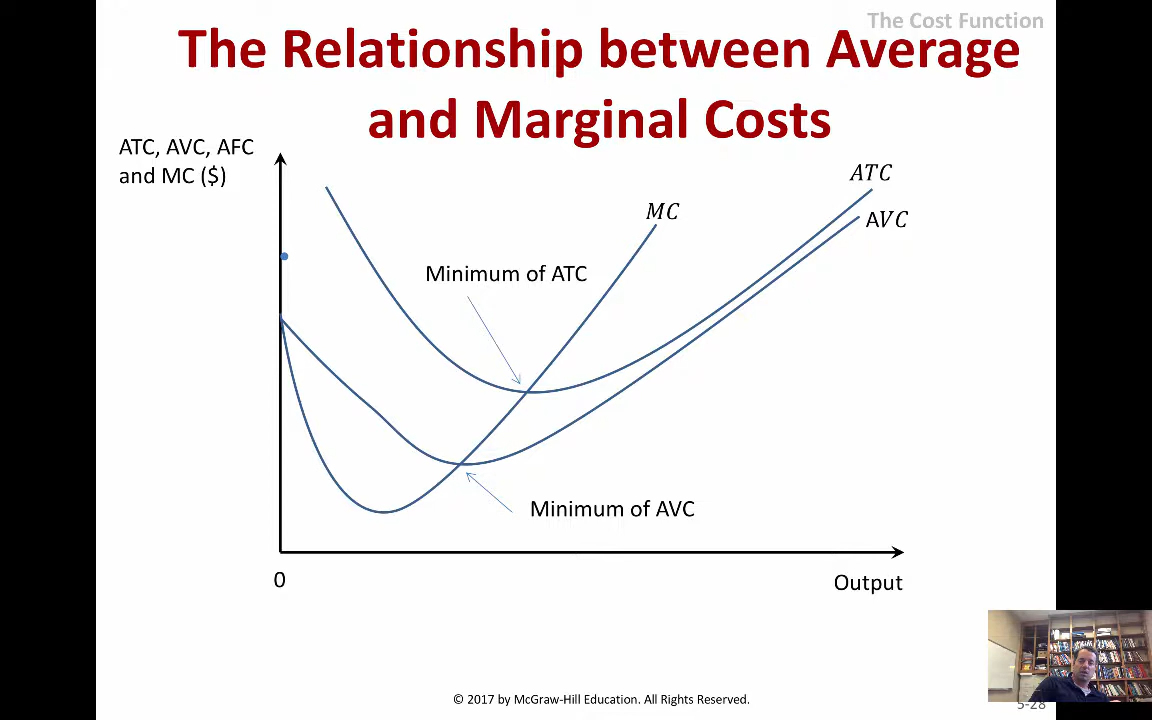 The Cost Function
The Relationship between Average
and Marginal Costs
ATC, AVC, AFC
and MC ($)
ATC
MC
AVC
Minimum of ATC
Minimum of AVC
0
Output
© 2017 by McGraw-Hill Education. All Rights Reserved.
5-28